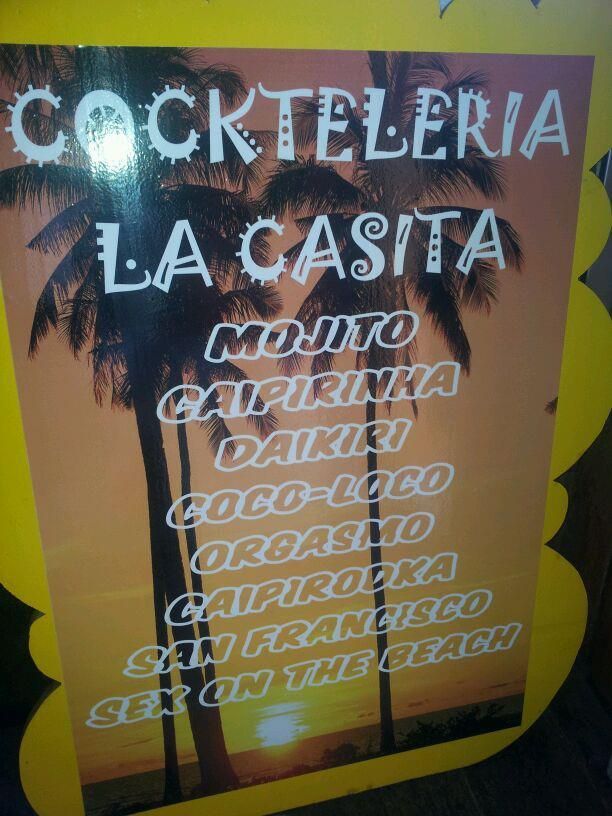 COCKTELERIA
LA CASITA
MOJITO
CAIPIRINHA
DAIKIRI
COCO-LOCO
ORGASMO
CAIPIRODKA
SAN FRANCISCO
SEX ON THE BEACH